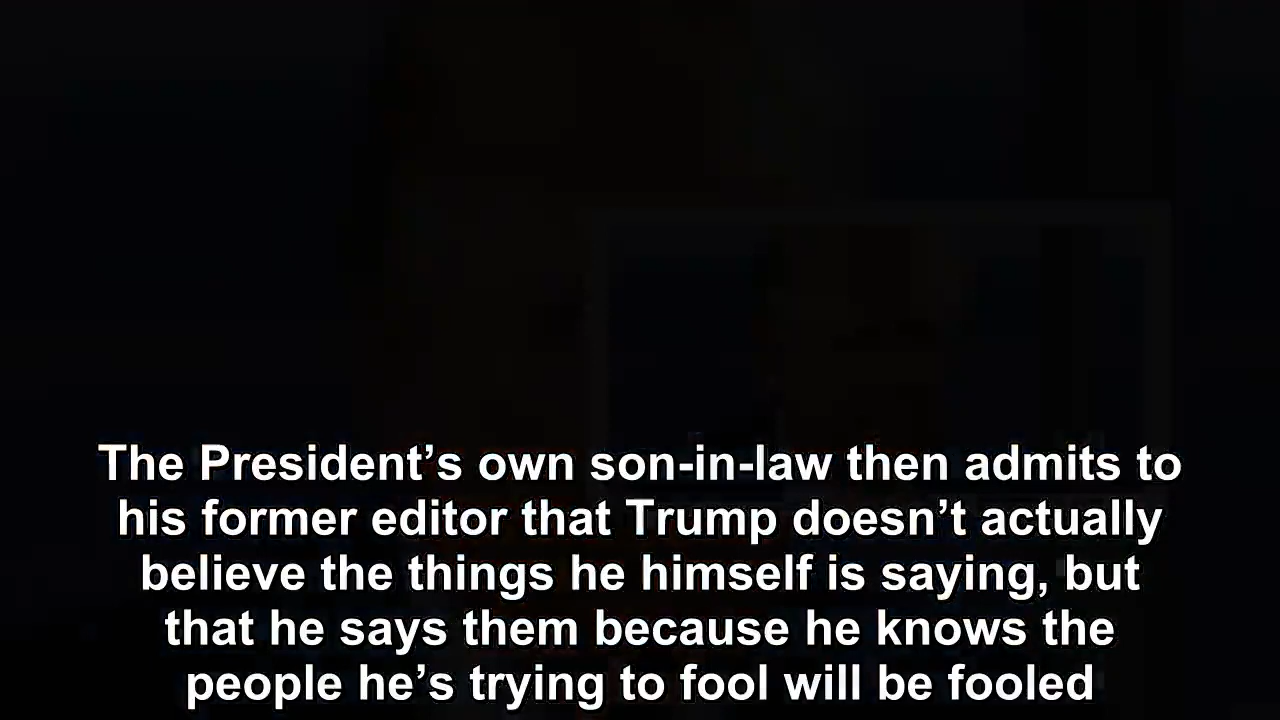 The President’s own son-in-law then admits to
his former editor that Trump doesn’t actually
believe the things he himself is saying, but
that he says them because he knows the
people he’s trying to fool will be fooled